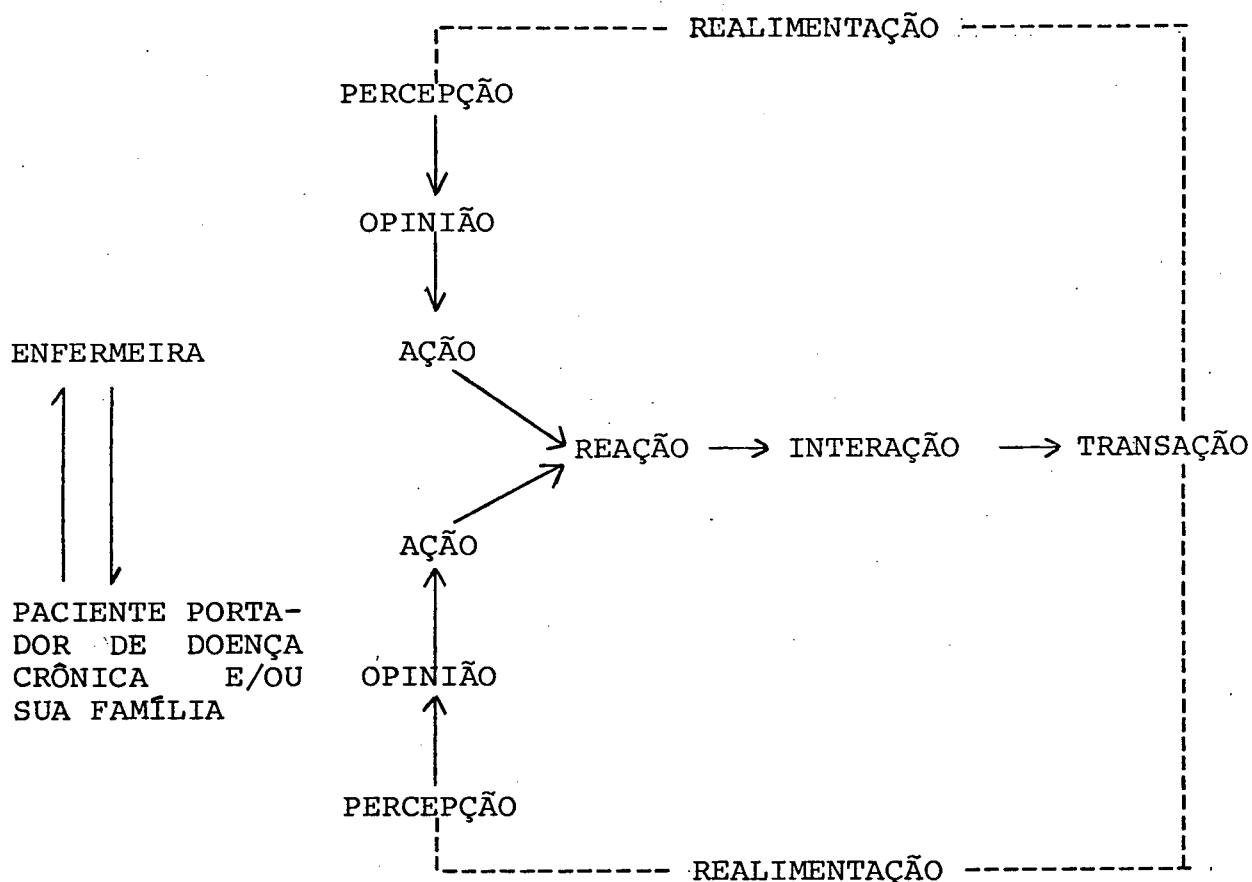 REALIMENTAÇÃO
PERCEPÇÃO
OPINIÃO
ENFERMEIRA
AÇÃO
REAÇÃO
INTERAÇÃO
TRANSAÇÃO
AÇÃO
PACIENTE PORTA-
DOR DE DOENÇA
CRÔNICA E/OU
SUA FAMÍLIA
OPINIÃO
PERCEPÇÃO
REALIMENTAÇÃO